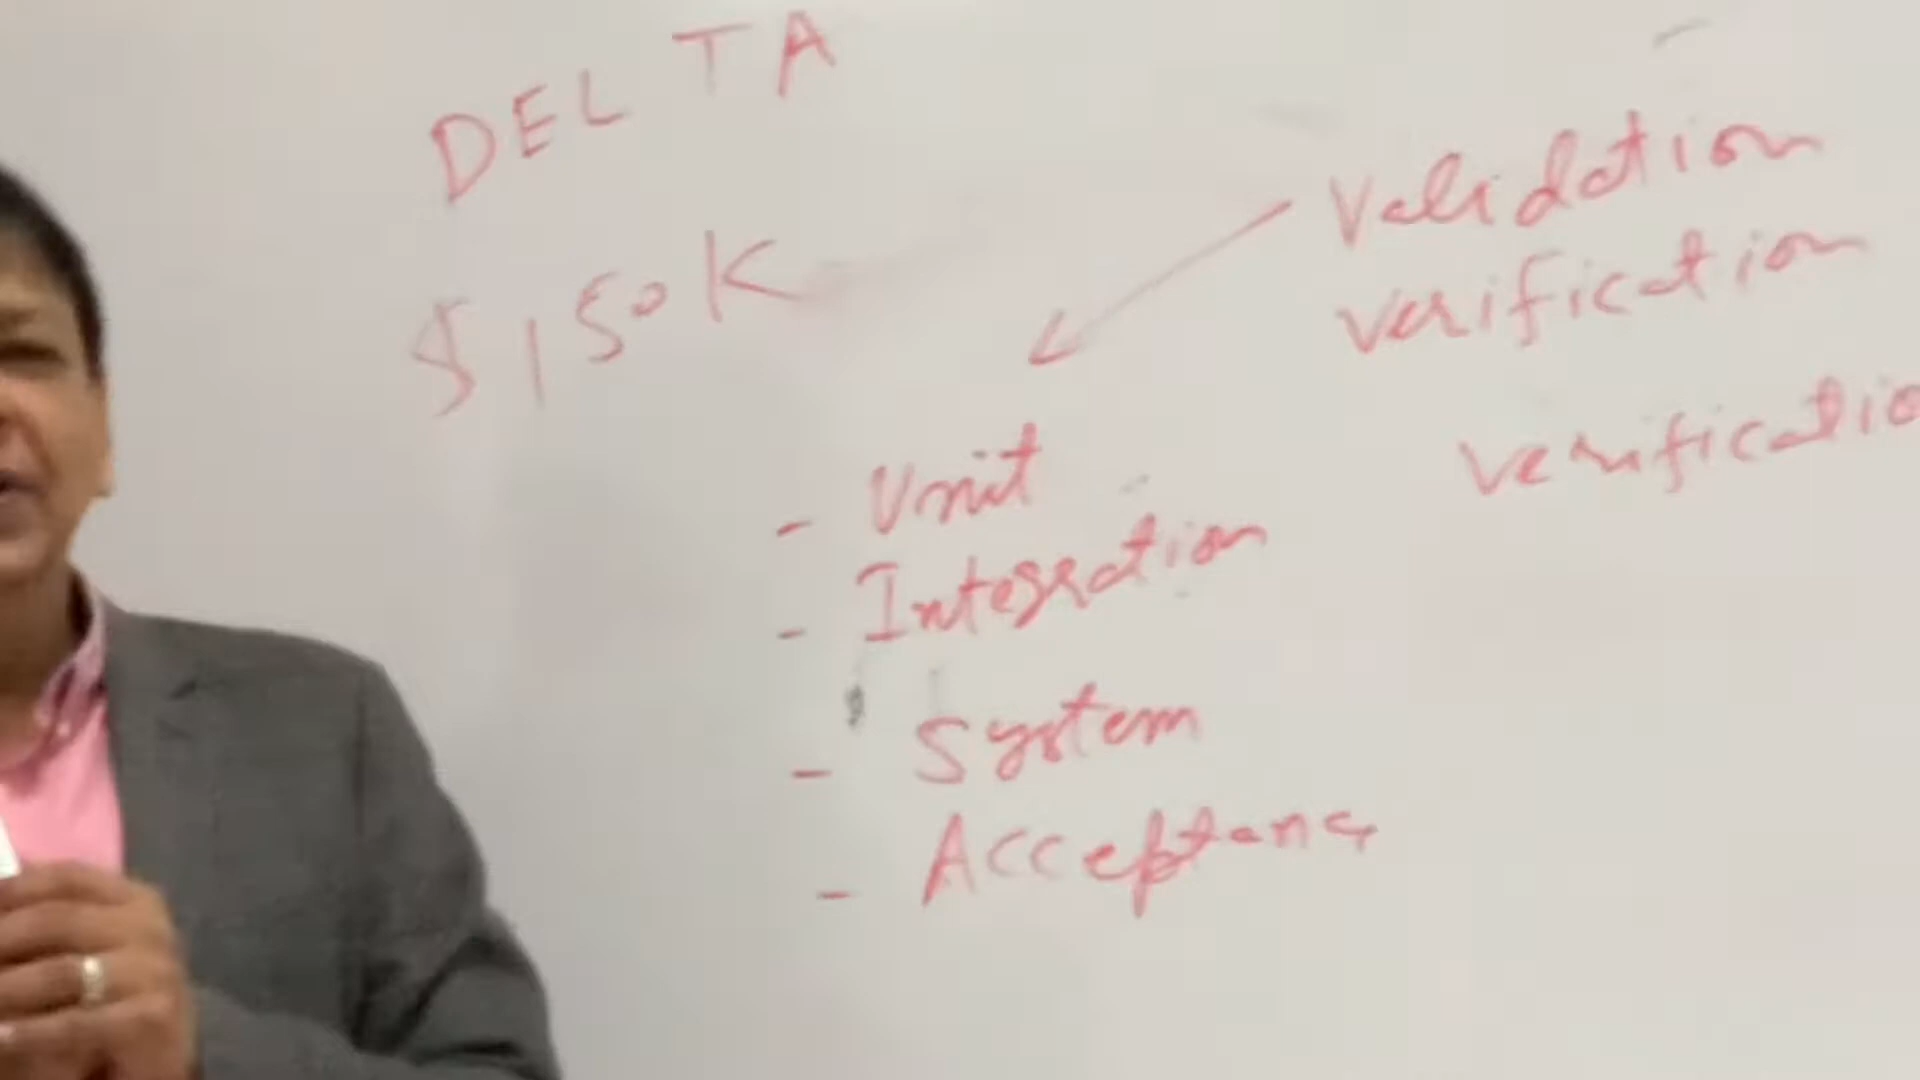 DELTA
$150K
Validation
verification
verificatio
- Unit
- Integration
- System
- Acceptance